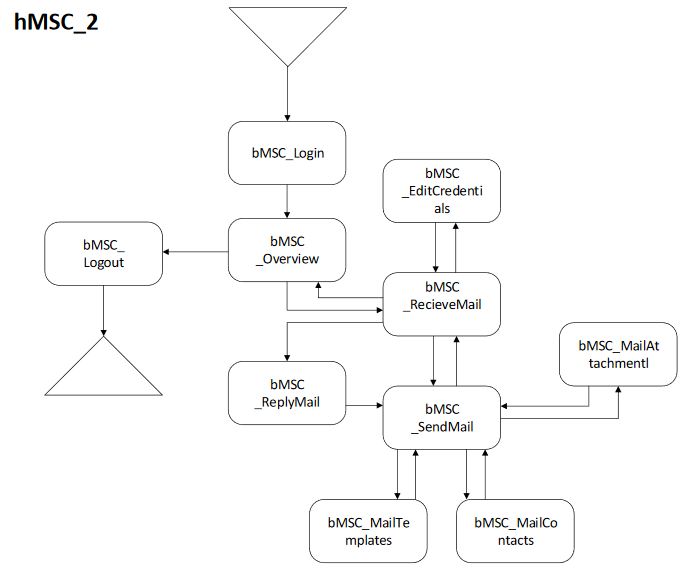 hMSC_2
bMSC_Login
bMSC
_EditCredenti
als
bMSC_
Logout
bMSC
_Overview
bMSC
_RecieveMail
bMSC_MailAt
tachmentl
bMSC
_ReplyMail
bMSC
_SendMail
bMSC_MailTe
mplates
bMSC_MailCo
ntacts